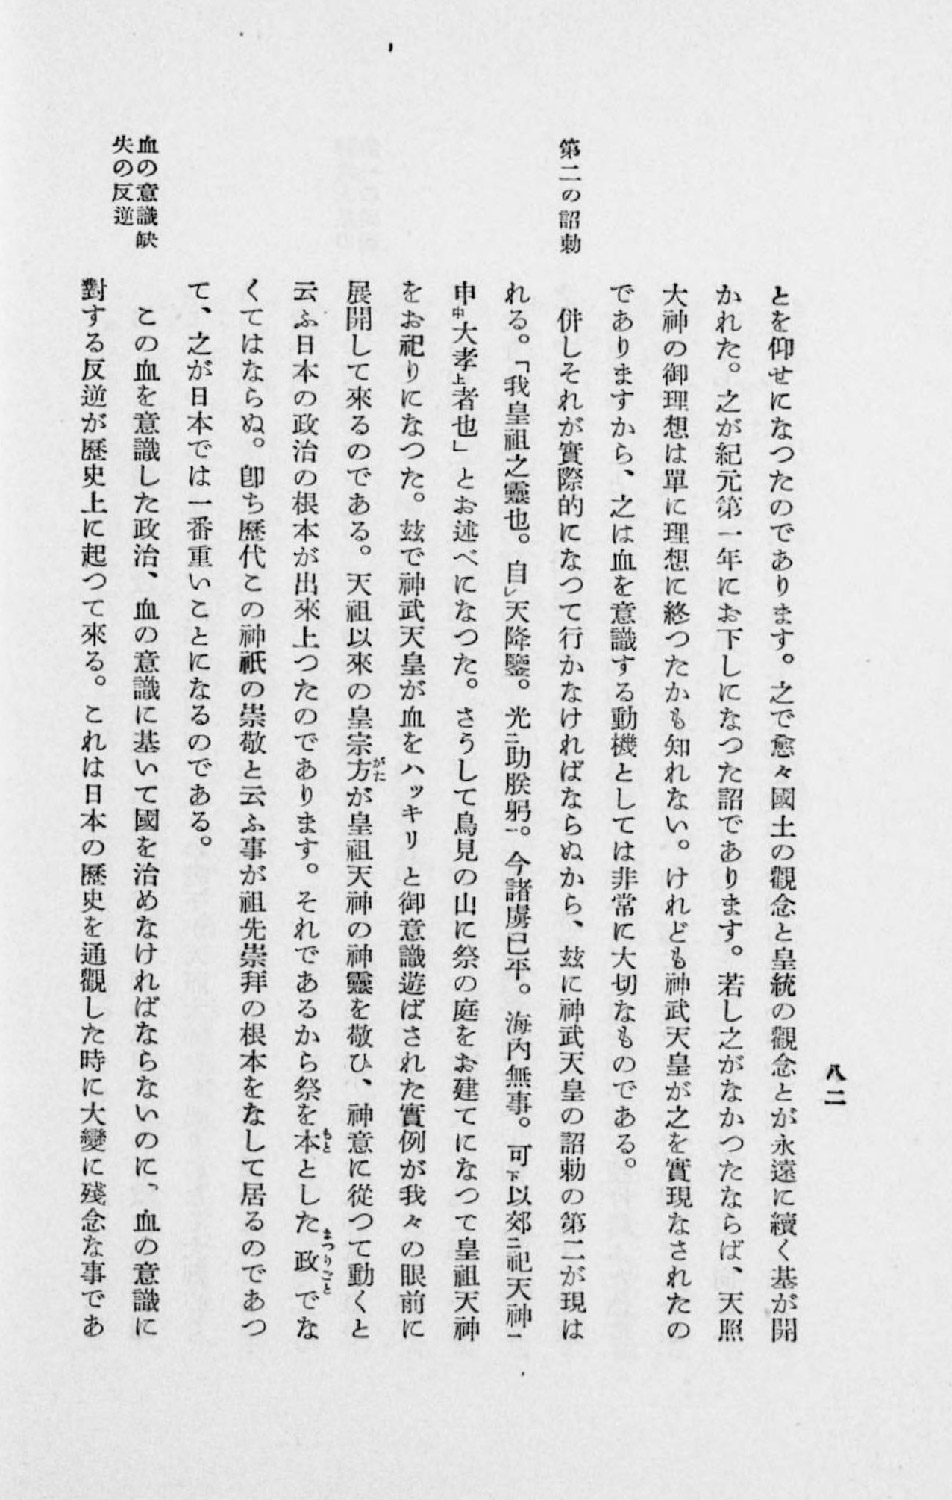 八二
とを仰せになつたのであります。之で愈々國土の觀念と皇統の觀念とが永遠に續く基が開
かれた。之が紀元第一年にお下しになつた詔であります。若し之がなかつたならば、天照
大神の御理想は單に理想に終つたかも知れない。けれども神武天皇が之を實現なされたの
でありますから、之は血を意識する動機としては非常に大切なものである。
第二の詔勅
併しそれが實際的になつて行かなければならぬから、玆に神武天皇の詔勅の第二が現は
れる。「我皇祖之靈也。自レ天降鑒。光二助朕躬一。今諸虜已平。海內無事。可下以郊二祀天神一
申中大孝上者也」とお述べになつた。さうして鳥見の山に祭の庭をお建てになつて皇祖天神
をお祀りになつた。玆で神武天皇が血をハッキリと御意識遊ばされた實例が我々の眼前に
展開して來るのである。天祖以來の皇宗方がたが皇祖天神の神靈を敬ひ、神意に從つて動くと
云ふ日本の政治の根本が出來上つたのであります。それであるから祭を本もととした政まつりごとでな
くてはならぬ。卽ち歷代この神祇の崇敬と云ふ事が祖先崇拜の根本をなして居るのであつ
て、之が日本では一番重いことになるのである。
血の意識缺
失の反逆
この血を意識した政治、血の意識に基いて國を治めなければならないのに、血の意識に
對する反逆が歷史上に起つて來る。これは日本の歷史を通觀した時に大變に殘念な事であ